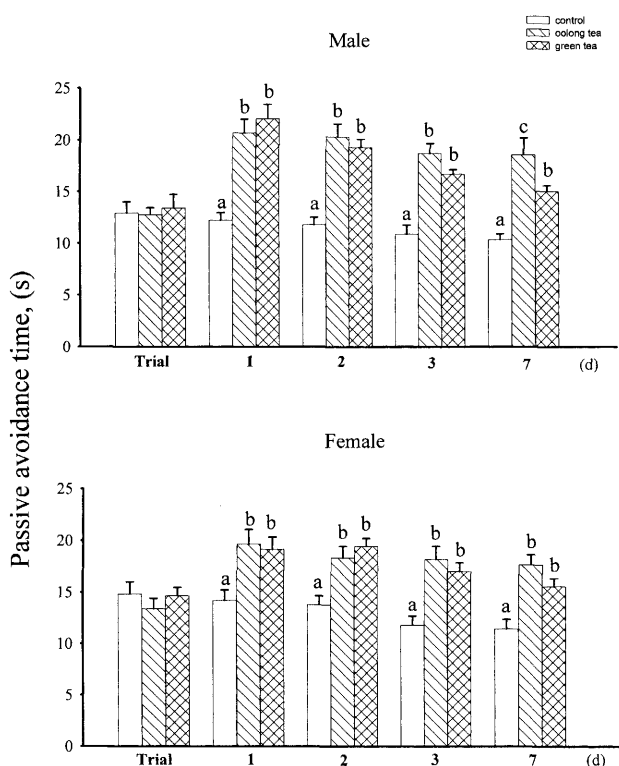 control
oolong tea
green tea
Male
25
b b b b b b c b
20
15
a a a a
10
5
0
Trial 1 2 3 7 (d)
Passive avoidance time, (s)
Female
25
b b b b b b b b
20
15
a a a a
10
5
0
Trial 1 2 3 7 (d)